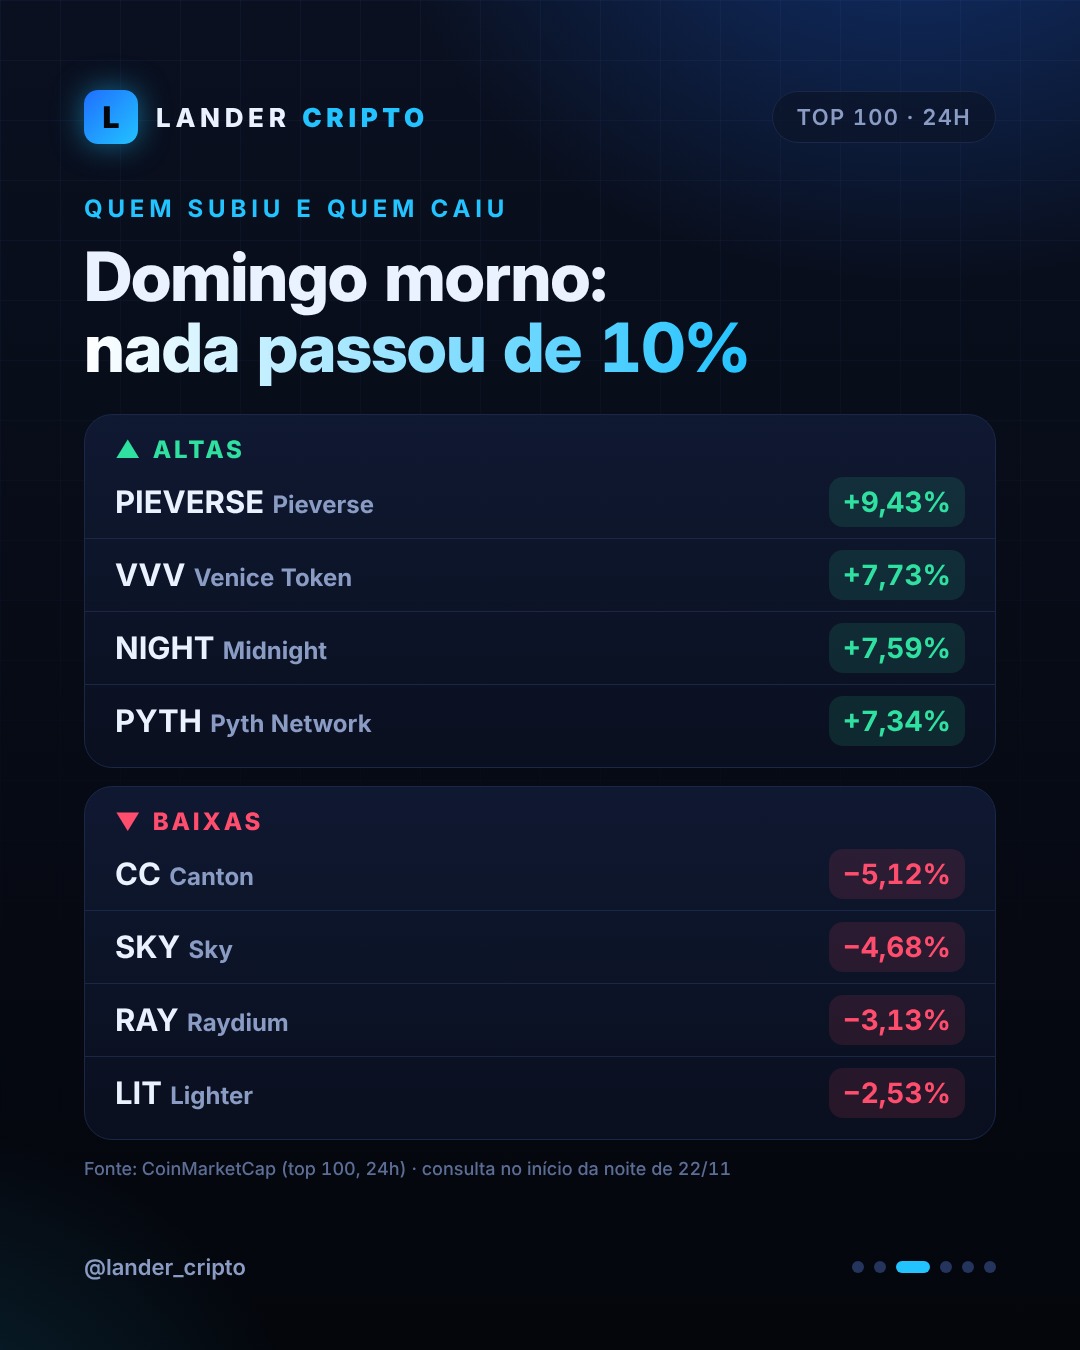 L LANDER CRIPTO
TOP 100 · 24H
QUEM SUBIU E QUEM CAIU
Domingo morno:
nada passou de 10%
▲ ALTAS
PIEVERSE Pieverse +9,43%
VVV Venice Token +7,73%
NIGHT Midnight +7,59%
PYTH Pyth Network +7,34%
▼ BAIXAS
CC Canton −5,12%
SKY Sky −4,68%
RAY Raydium −3,13%
LIT Lighter −2,53%
Fonte: CoinMarketCap (top 100, 24h) · consulta no início da noite de 22/11
@lander_cripto